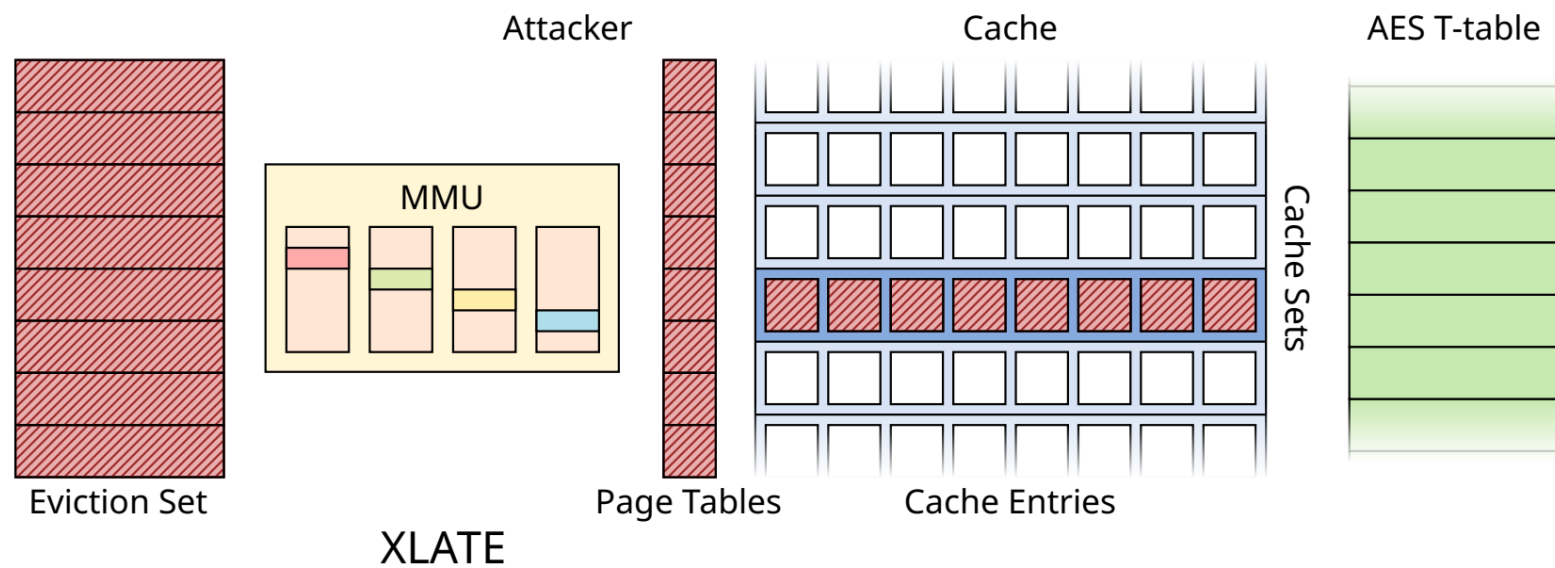 Attacker
Cache
AES T-table
MMU
Cache Sets
Eviction Set
Page Tables
Cache Entries
XLATE